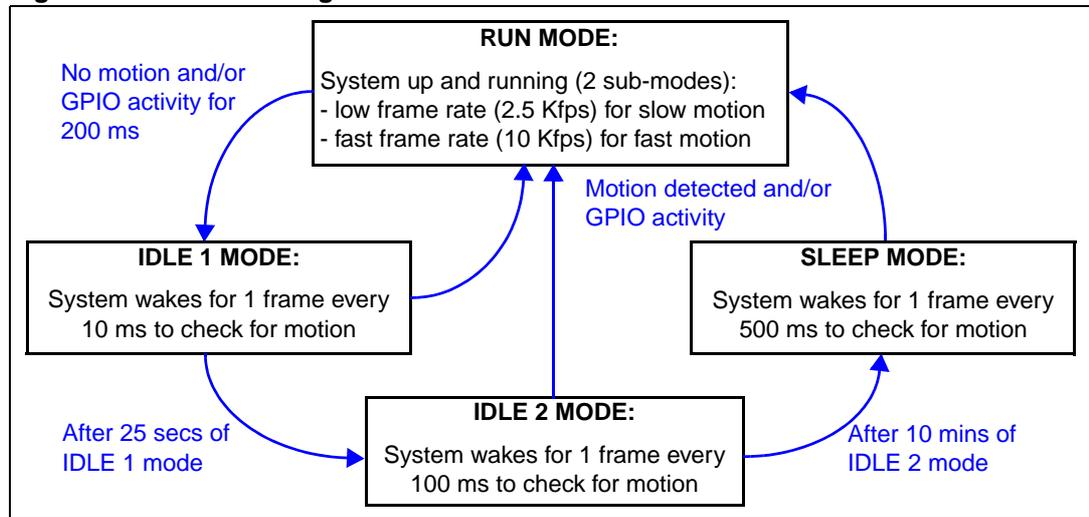 RUN MODE:
System up and running (2 sub-modes):
- low frame rate (2.5 Kfps) for slow motion
- fast frame rate (10 Kfps) for fast motion
No motion and/or
GPIO activity for
200 ms
Motion detected and/or
GPIO activity
IDLE 1 MODE:
System wakes for 1 frame every
10 ms to check for motion
SLEEP MODE:
System wakes for 1 frame every
500 ms to check for motion
After 25 secs of
IDLE 1 mode
IDLE 2 MODE:
System wakes for 1 frame every
100 ms to check for motion
After 10 mins of
IDLE 2 mode